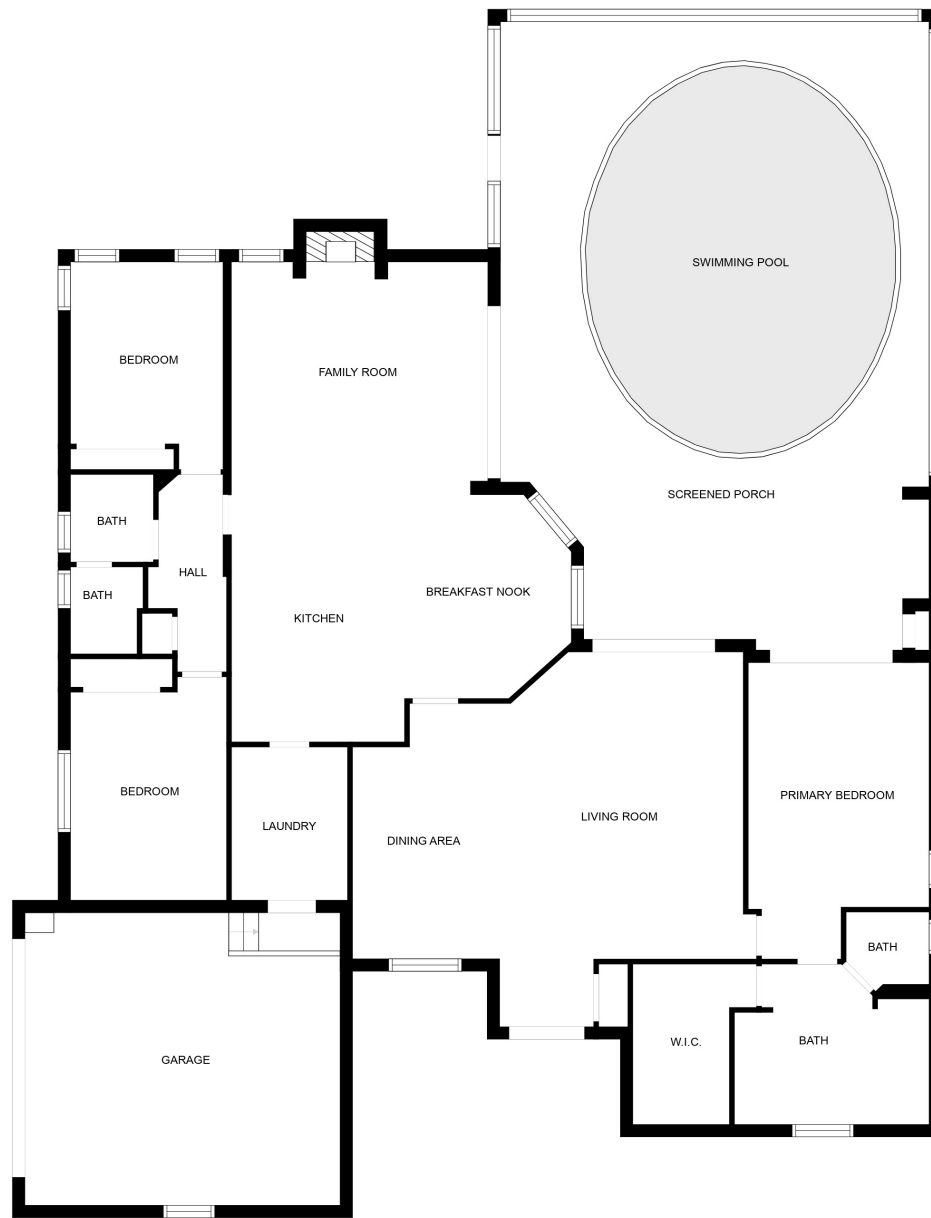 SWIMMING POOL
BEDROOM
FAMILY ROOM
SCREENED PORCH
BATH
HALL
BREAKFAST NOOK
BATH
KITCHEN
BEDROOM
PRIMARY BEDROOM
LIVING ROOM
LAUNDRY
DINING AREA
BATH
W.I.C.
BATH
GARAGE